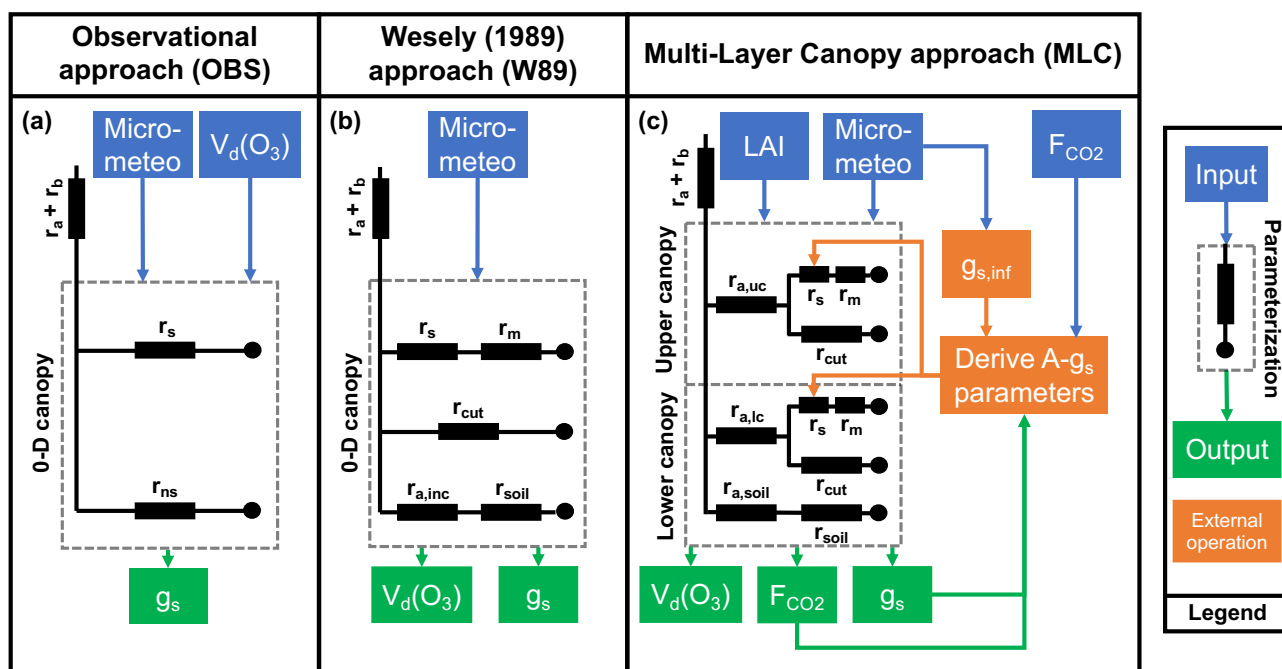 Observational
approach (OBS)
Wesely (1989)
approach (W89)
Multi-Layer Canopy approach (MLC)
(a)
Micro-
meteo
V_d(O_3)
r_a + r_b
0-D canopy
r_s
r_ns
g_s
(b)
Micro-
meteo
r_a + r_b
0-D canopy
r_s
r_m
r_cut
r_a,inc
r_soil
V_d(O_3)
g_s
(c)
LAI
Micro-
meteo
F_CO2
r_a + r_b
Upper canopy
r_a,uc
r_s
r_m
r_cut
g_s,inf
Derive A-g_s
parameters
Lower canopy
r_a,lc
r_s
r_m
r_cut
r_a,soil
r_soil
V_d(O_3)
F_CO2
g_s
Input
Parameterization
Output
External
operation
Legend